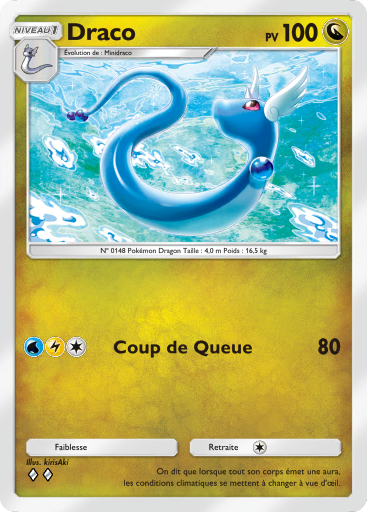 NIVEAU 1
Draco
PV 100
Évolution de : Minidraco
N° 0148 Pokémon Dragon Taille : 4,0 m Poids : 16,5 kg
Coup de Queue 80
Faiblesse
Retraite
Illus. kirisAki
On dit que lorsque tout son corps émet une aura,
les conditions climatiques se mettent à changer à vue d'œil.